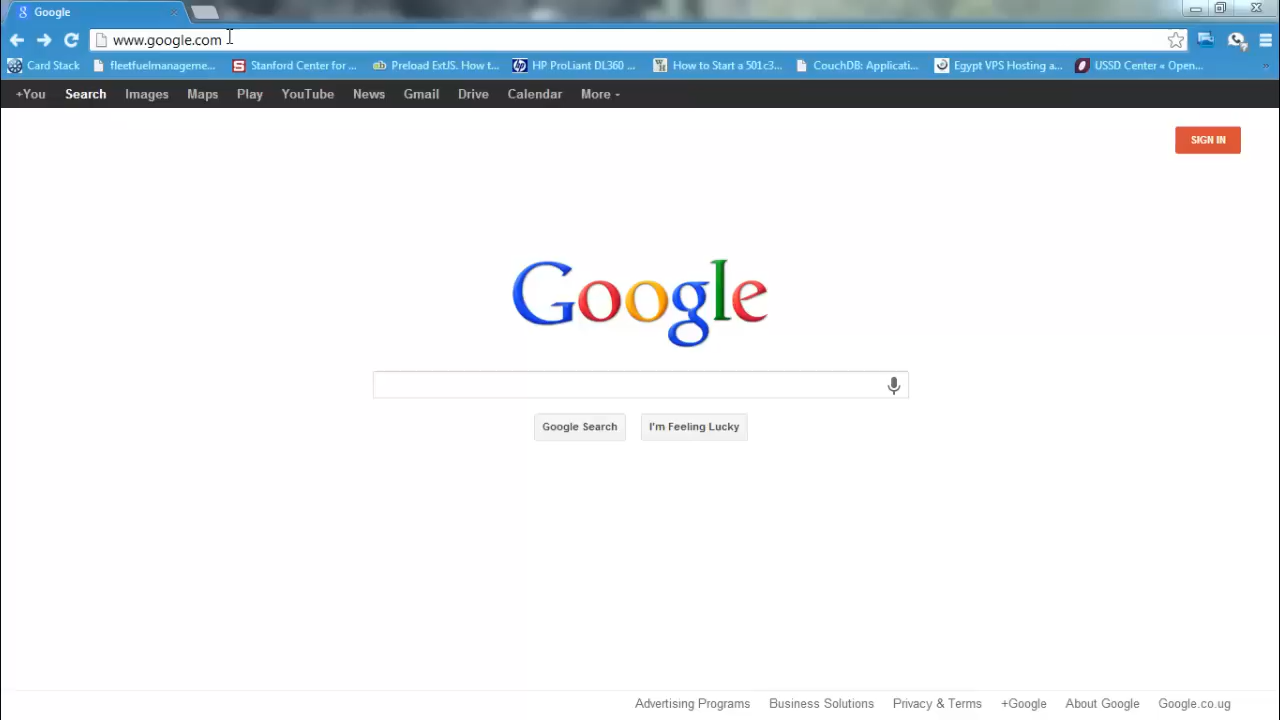 Google
www.google.com
Card Stack fleetfuelmanageme... Stanford Center for ... Preload ExtJS. How t... HP ProLiant DL360 ... How to Start a 501c3... CouchDB: Applicati... Egypt VPS Hosting a... USSD Center « Open... »
+You Search Images Maps Play YouTube News Gmail Drive Calendar More
SIGN IN
Google
Google Search I'm Feeling Lucky
Advertising Programs Business Solutions Privacy & Terms +Google About Google Google.co.ug